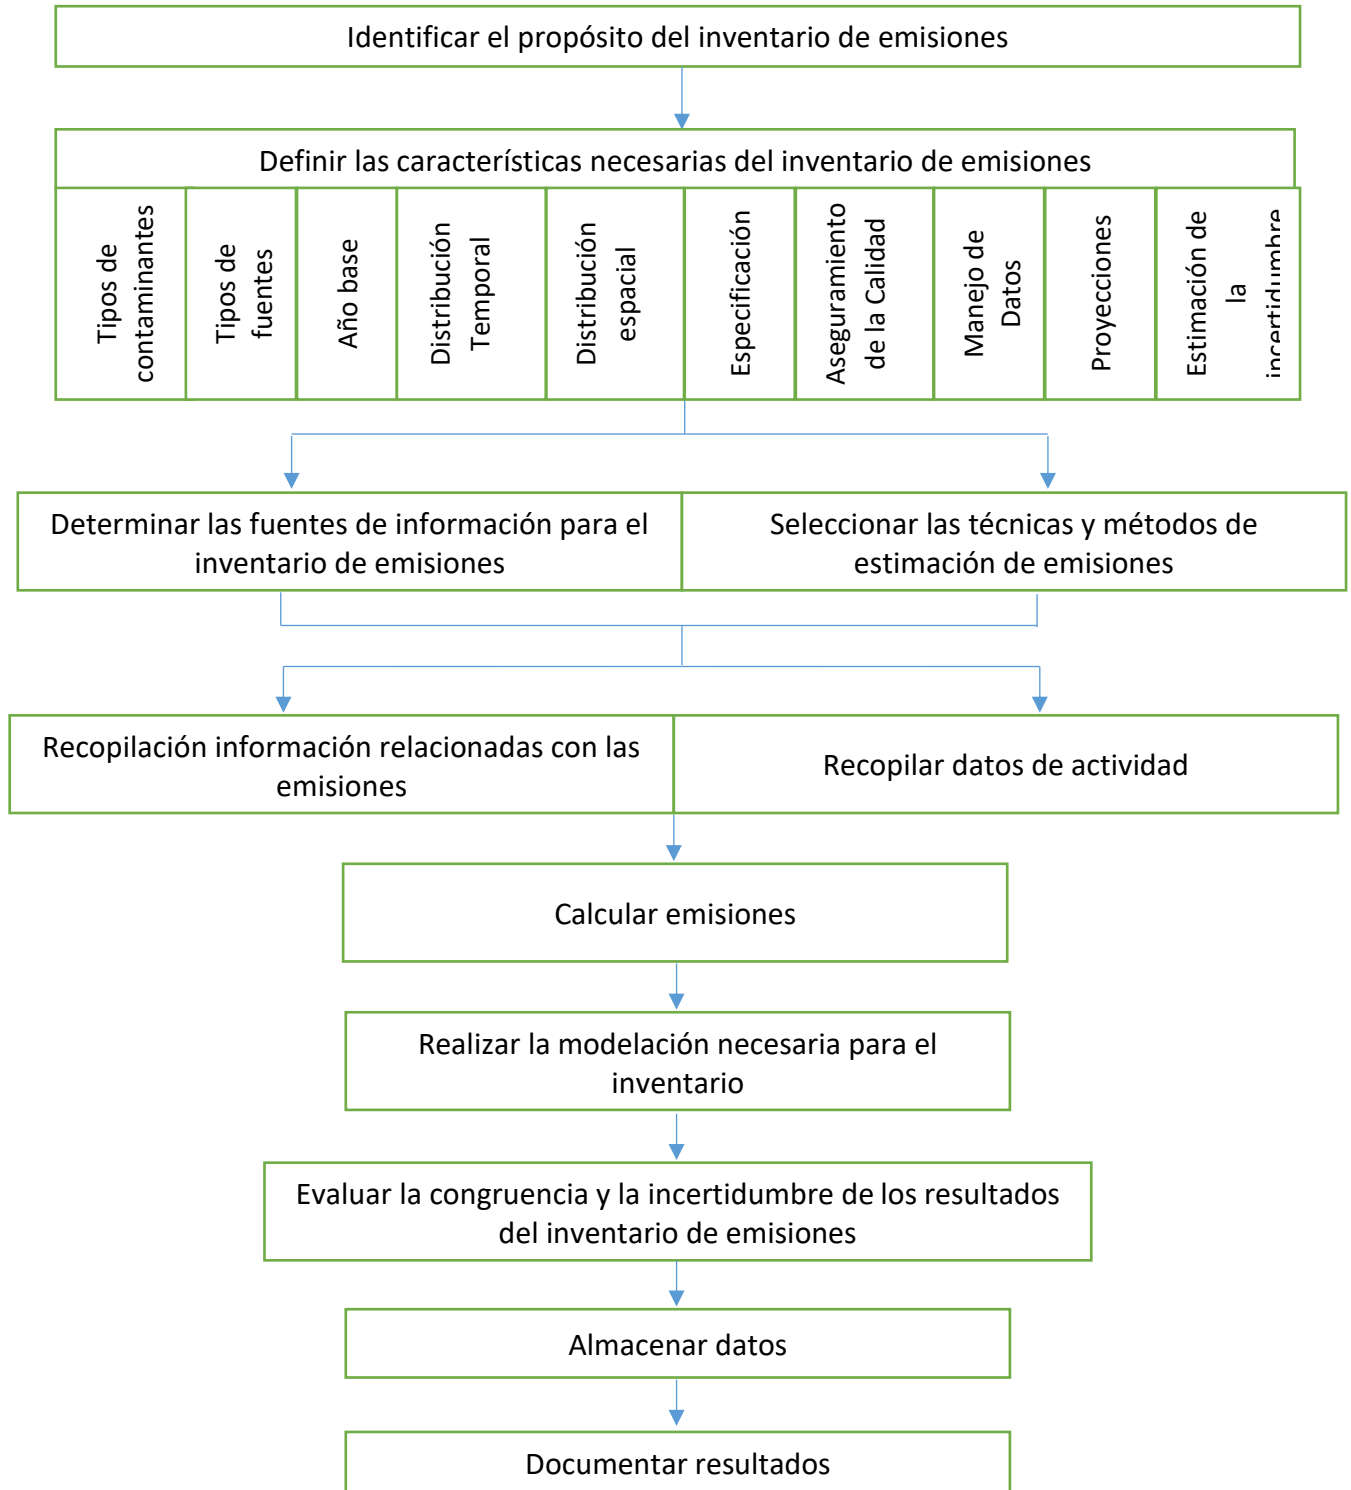 Identificar el propósito del inventario de emisiones
Definir las características necesarias del inventario de emisiones
Tipos de
contaminantes
Tipos de
fuentes
Año base
Distribución
Temporal
Distribución
espacial
Especificación
Aseguramiento
de la Calidad
Manejo de
Datos
Proyecciones
Estimación de
la
incertidumbre
Determinar las fuentes de información para el
inventario de emisiones
Seleccionar las técnicas y métodos de
estimación de emisiones
Recopilación información relacionadas con las
emisiones
Recopilar datos de actividad
Calcular emisiones
Realizar la modelación necesaria para el
inventario
Evaluar la congruencia y la incertidumbre de los resultados
del inventario de emisiones
Almacenar datos
Documentar resultados